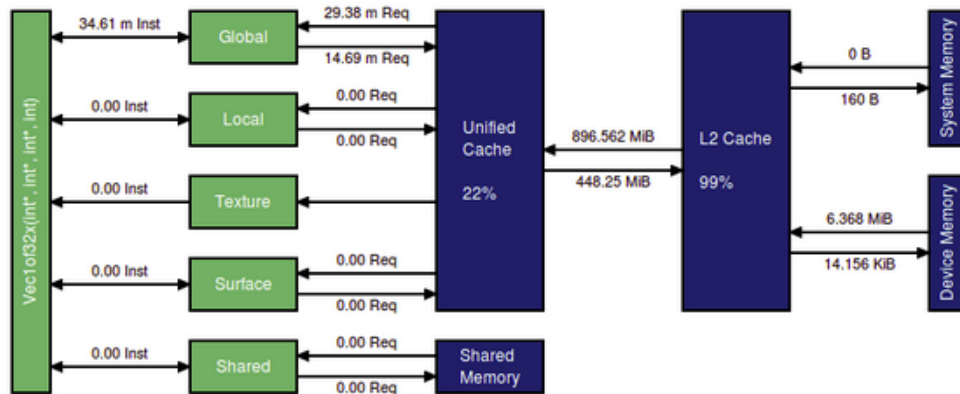 Vec1of32x(int*, int*, int*, int)
34.61 m Inst
Global
29.38 m Req
14.69 m Req
0.00 Inst
Local
0.00 Req
0.00 Req
0.00 Inst
Texture
0.00 Inst
Surface
0.00 Req
0.00 Req
0.00 Inst
Shared
0.00 Req
0.00 Req
Unified
Cache
22%
Shared
Memory
896.562 MiB
448.25 MiB
L2 Cache
99%
0 B
160 B
System Memory
6.368 MiB
14.156 KiB
Device Memory